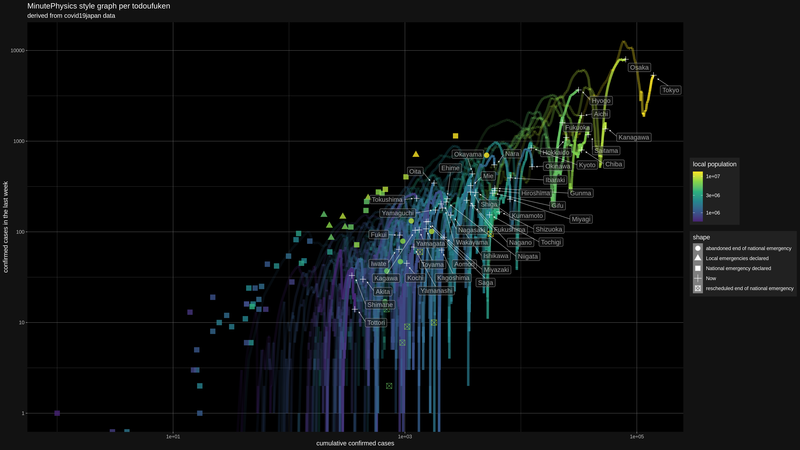 MinutePhysics style graph per todoufuken
derived from covid19japan data
confirmed cases in the last week
10000
1000
100
10
1
Osaka
Tokyo
Hyogo
Aichi
Fukuoka
Kanagawa
Saitama
Hokkaido
Okayama
Nara
Ehime
Okinawa
Kyoto
Chiba
Oita
Mie
Ibaraki
Tokushima
Hiroshima
Gunma
Shiga
Gifu
Yamaguchi
Kumamoto
Miyagi
Fukui
Nagasaki
Fukushima
Shizuoka
Yamagata
Wakayama
Nagano
Tochigi
Ishikawa
Niigata
Iwate
Toyama
Aomori
Miyazaki
Kagawa
Kochi
Kagoshima
Saga
Akita
Yamanashi
Shimane
Tottori
1e+01
1e+03
1e+05
cumulative confirmed cases
local population
1e+07
3e+06
1e+06
shape
abandoned end of national emergency
Local emergencies declared
National emergency declared
Now
rescheduled end of national emergency